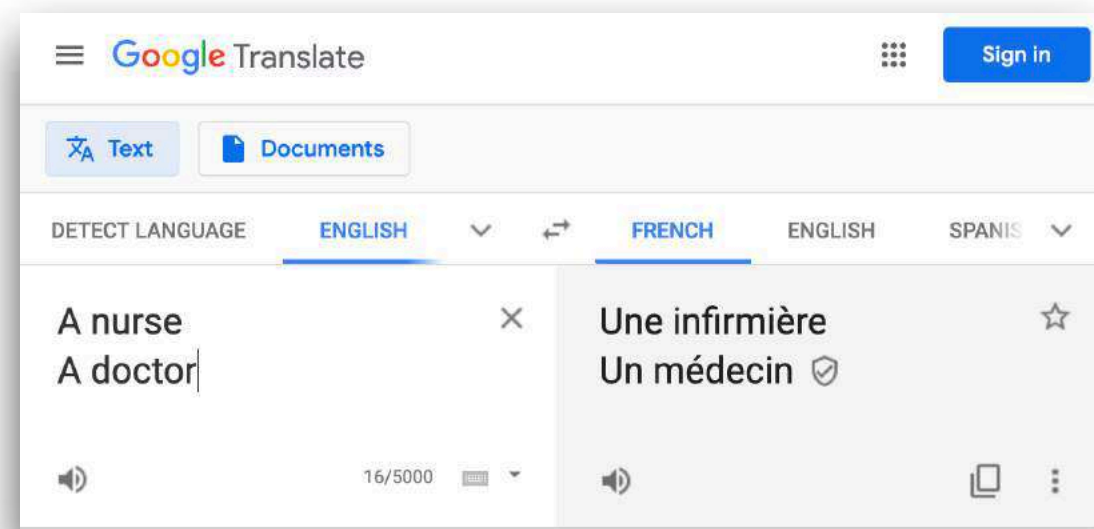 Google Translate
Sign in
Text
Documents
DETECT LANGUAGE
ENGLISH
FRENCH
ENGLISH
SPANIS
A nurse
A doctor
Une infirmière
Un médecin
16/5000